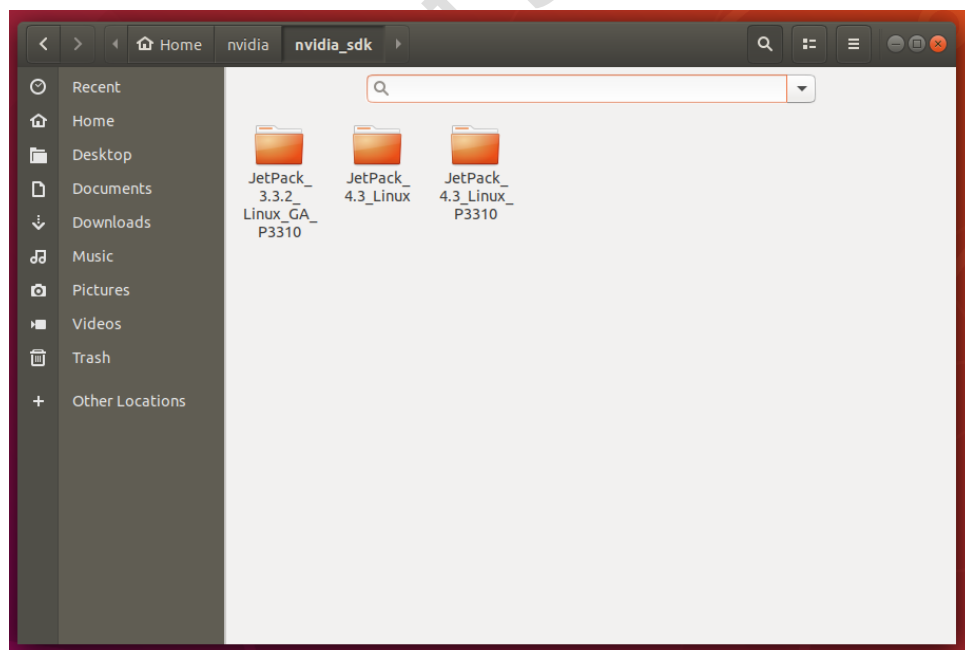 Home nvidia nvidia_sdk
Recent
Home
Desktop
Documents
Downloads
Music
Pictures
Videos
Trash
Other Locations
JetPack_
3.3.2_
Linux_GA_
P3310
JetPack_
4.3_Linux
JetPack_
4.3_Linux_
P3310